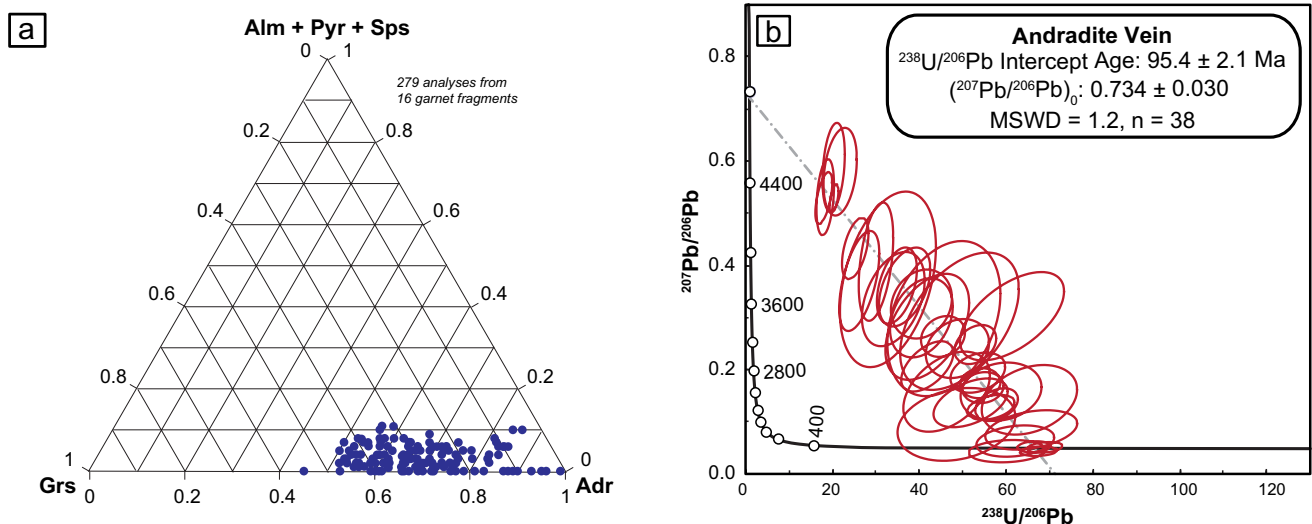 a
Alm + Pyr + Sps
0 1
279 analyses from
16 garnet fragments
0.2 0.8
0.4 0.6
0.6 0.4
0.8 0.2
1 0
Grs Adr
0 0.2 0.4 0.6 0.8 1
b
Andradite Vein
²³⁸U/²⁰⁶Pb Intercept Age: 95.4 ± 2.1 Ma
(²⁰⁷Pb/²⁰⁶Pb)₀: 0.734 ± 0.030
MSWD = 1.2, n = 38
0.8
0.6
0.4
0.2
0.0
²⁰⁷Pb/²⁰⁶Pb
4400
3600
2800
400
0 20 40 60 80 100 120
²³⁸U/²⁰⁶Pb